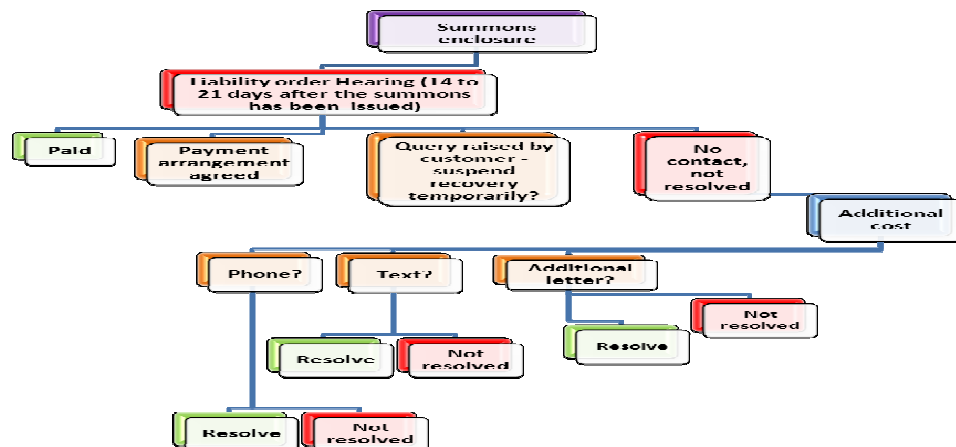 Summons
enclosure
Liability order Hearing (14 to
21 days after the summons
has been issued)
Paid
Payment
arrangement
agreed
Query raised by
customer -
suspend
recovery
temporarily?
No
contact,
not
resolved
Additional
cost
Phone?
Text?
Additional
letter?
Not
resolved
Resolve
Resolve
Not
resolved
Resolve
Not
resolved